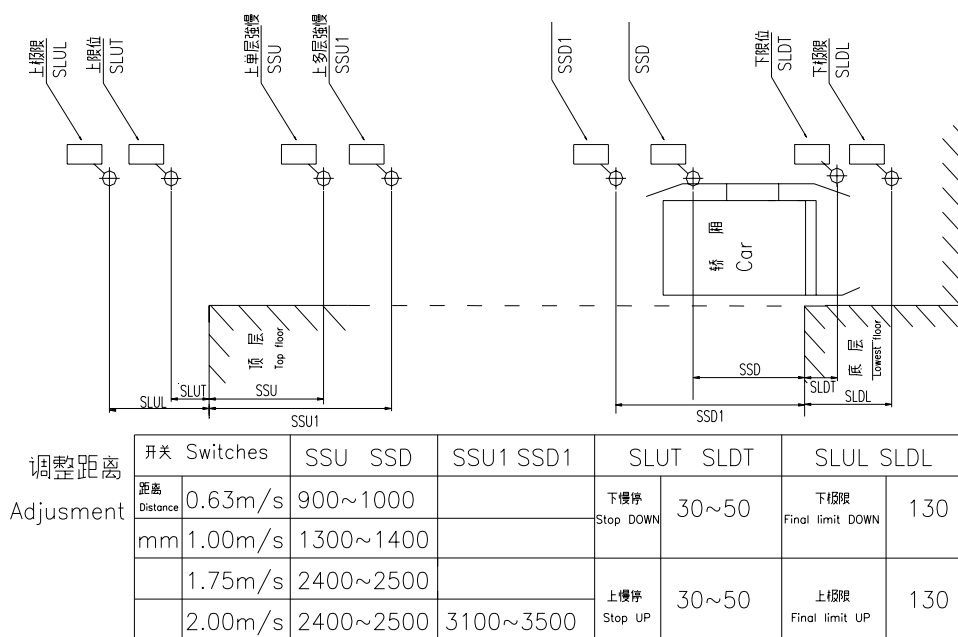 上极限
SLUL
上限位
SLUT
上单层強慢
SSU
上多层強慢
SSU1
SSD1
SSD
下限位
SLDT
下极限
SLDL
轿厢
Car
顶层
Top floor
底层
Lowest floor
SLUT
SSU
SLUL
SSU1
SSD
SLDT
SLDL
SSD1
调整距离
Adjusment
开关 Switches
SSU SSD
SSU1 SSD1
SLUT SLDT
SLUL SLDL
距离
Distance
0.63m/s
900~1000
下慢停
Stop DOWN
30~50
下极限
Final limit DOWN
130
mm
1.00m/s
1300~1400
1.75m/s
2400~2500
上慢停
Stop UP
30~50
上极限
Final limit UP
130
2.00m/s
2400~2500
3100~3500